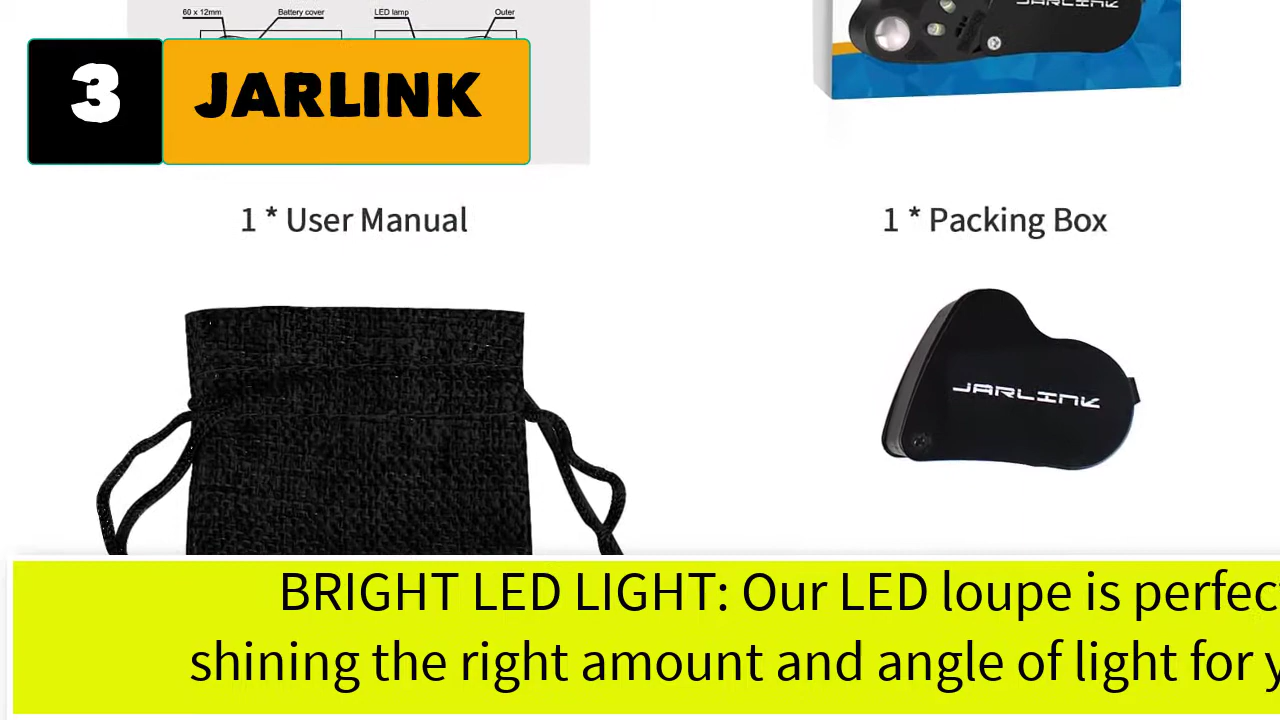 60 x 12mm
Battery cover
LED lamp
Outer
JARLINK
3
JARLINK
1 * User Manual
1 * Packing Box
JARLINK
BRIGHT LED LIGHT: Our LED loupe is perfec
shining the right amount and angle of light for